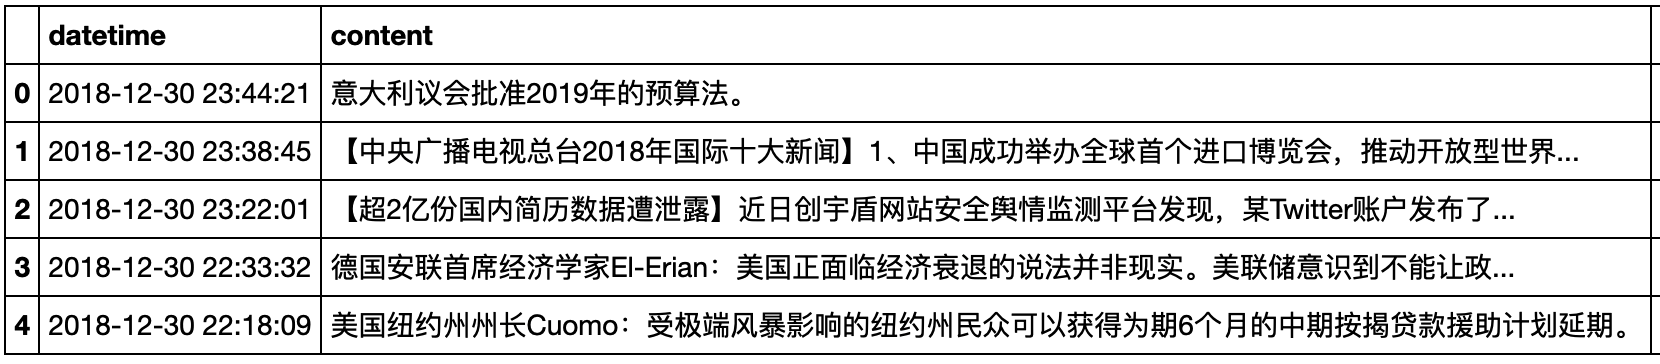 datetime content
0 2018-12-30 23:44:21 意大利议会批准2019年的预算法。
1 2018-12-30 23:38:45 【中央广播电视总台2018年国际十大新闻】1、中国成功举办全球首个进口博览会，推动开放型世界...
2 2018-12-30 23:22:01 【超2亿份国内简历数据遭泄露】近日创宇盾网站安全舆情监测平台发现，某Twitter账户发布了...
3 2018-12-30 22:33:32 德国安联首席经济学家El-Erian：美国正面临经济衰退的说法并非现实。美联储意识到不能让政...
4 2018-12-30 22:18:09 美国纽约州州长Cuomo：受极端风暴影响的纽约州民众可以获得为期6个月的中期按揭贷款援助计划延期。